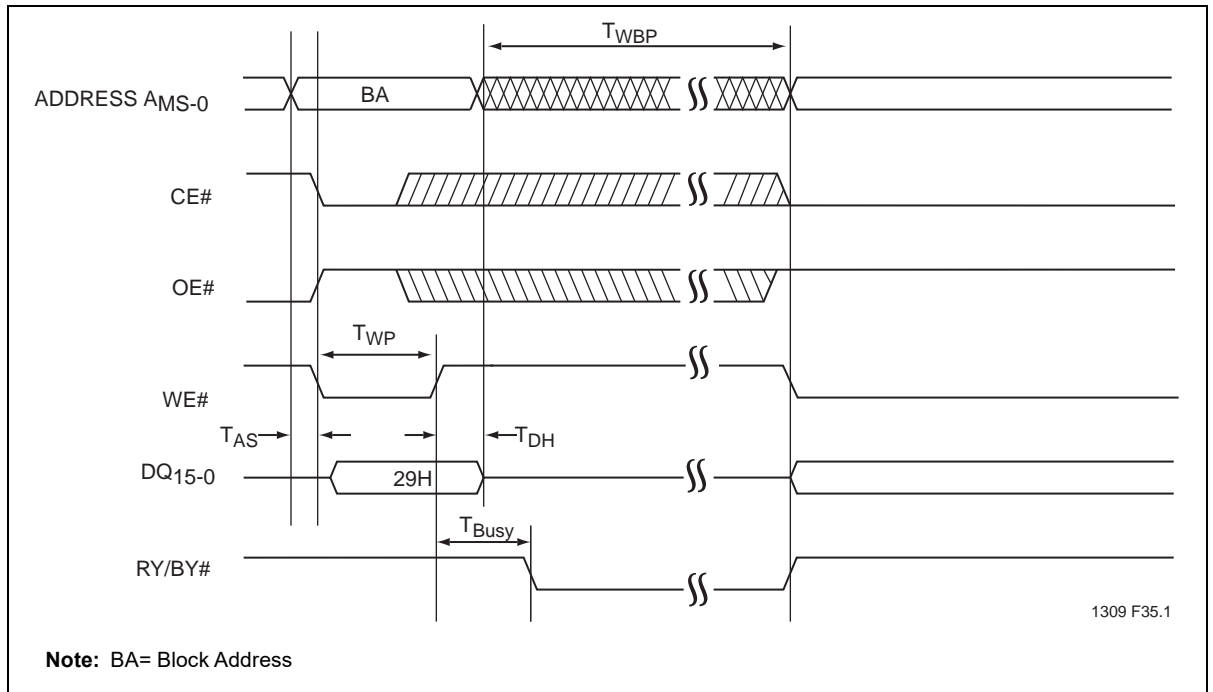 TWBP
ADDRESS AMS-0
BA
CE#
OE#
TWP
WE#
TAS
TDH
DQ15-0
29H
TBusy
RY/BY#
1309 F35.1
Note: BA= Block Address